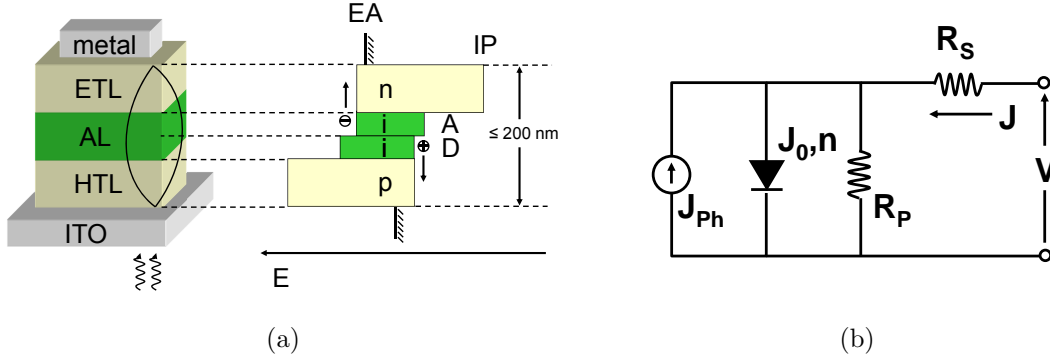 metal
ETL
AL
HTL
ITO
EA
IP
n
i
A
i
D
p
≤ 200 nm
E
(a)
R_S
J
J_0,n
J_Ph
R_P
V
(b)